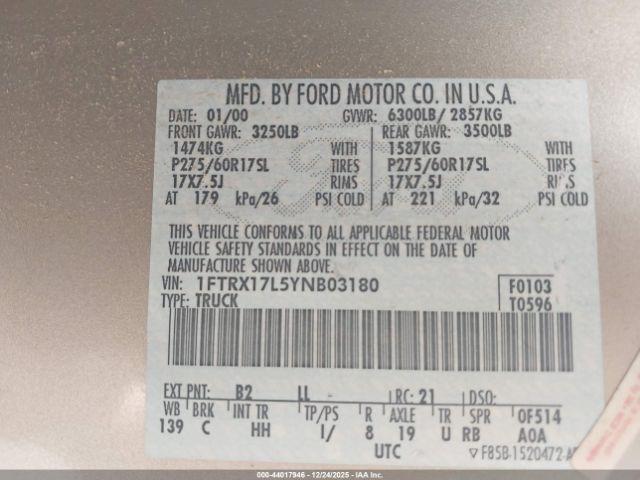 MFD. BY FORD MOTOR CO. IN U.S.A.
DATE: 01/00 GVWR: 6300LB/ 2857KG
FRONT GAWR: 3250LB REAR GAWR: 3500LB
1474KG WITH 1587KG WITH
P275/60R17SL TIRES P275/60R17SL TIRES
17X7.5J RIMS 17X7.5J RIMS
AT 179 kPa/26 PSI COLD AT 221 kPa/32 PSI COLD
THIS VEHICLE CONFORMS TO ALL APPLICABLE FEDERAL MOTOR
VEHICLE SAFETY STANDARDS IN EFFECT ON THE DATE OF
MANUFACTURE SHOWN ABOVE.
VIN: 1FTRX17L5YNB03180 F0103
TYPE: TRUCK T0596
EXT PNT: B2 LL RC: 21 DSO:
WB BRK INT TR TP/PS R AXLE TR SPR 0F514
139 C HH I/ 8 19 U RB A0A
UTC ▽F85B-1520472-
Copart: 44017946 - 12/24/2025 - IAA Inc.